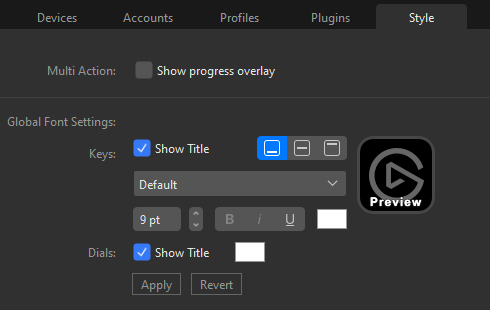 Devices Accounts Profiles Plugins Style
Multi Action: Show progress overlay
Global Font Settings:
Keys: Show Title
Default
Preview
9 pt B i U
Dials: Show Title
Apply Revert